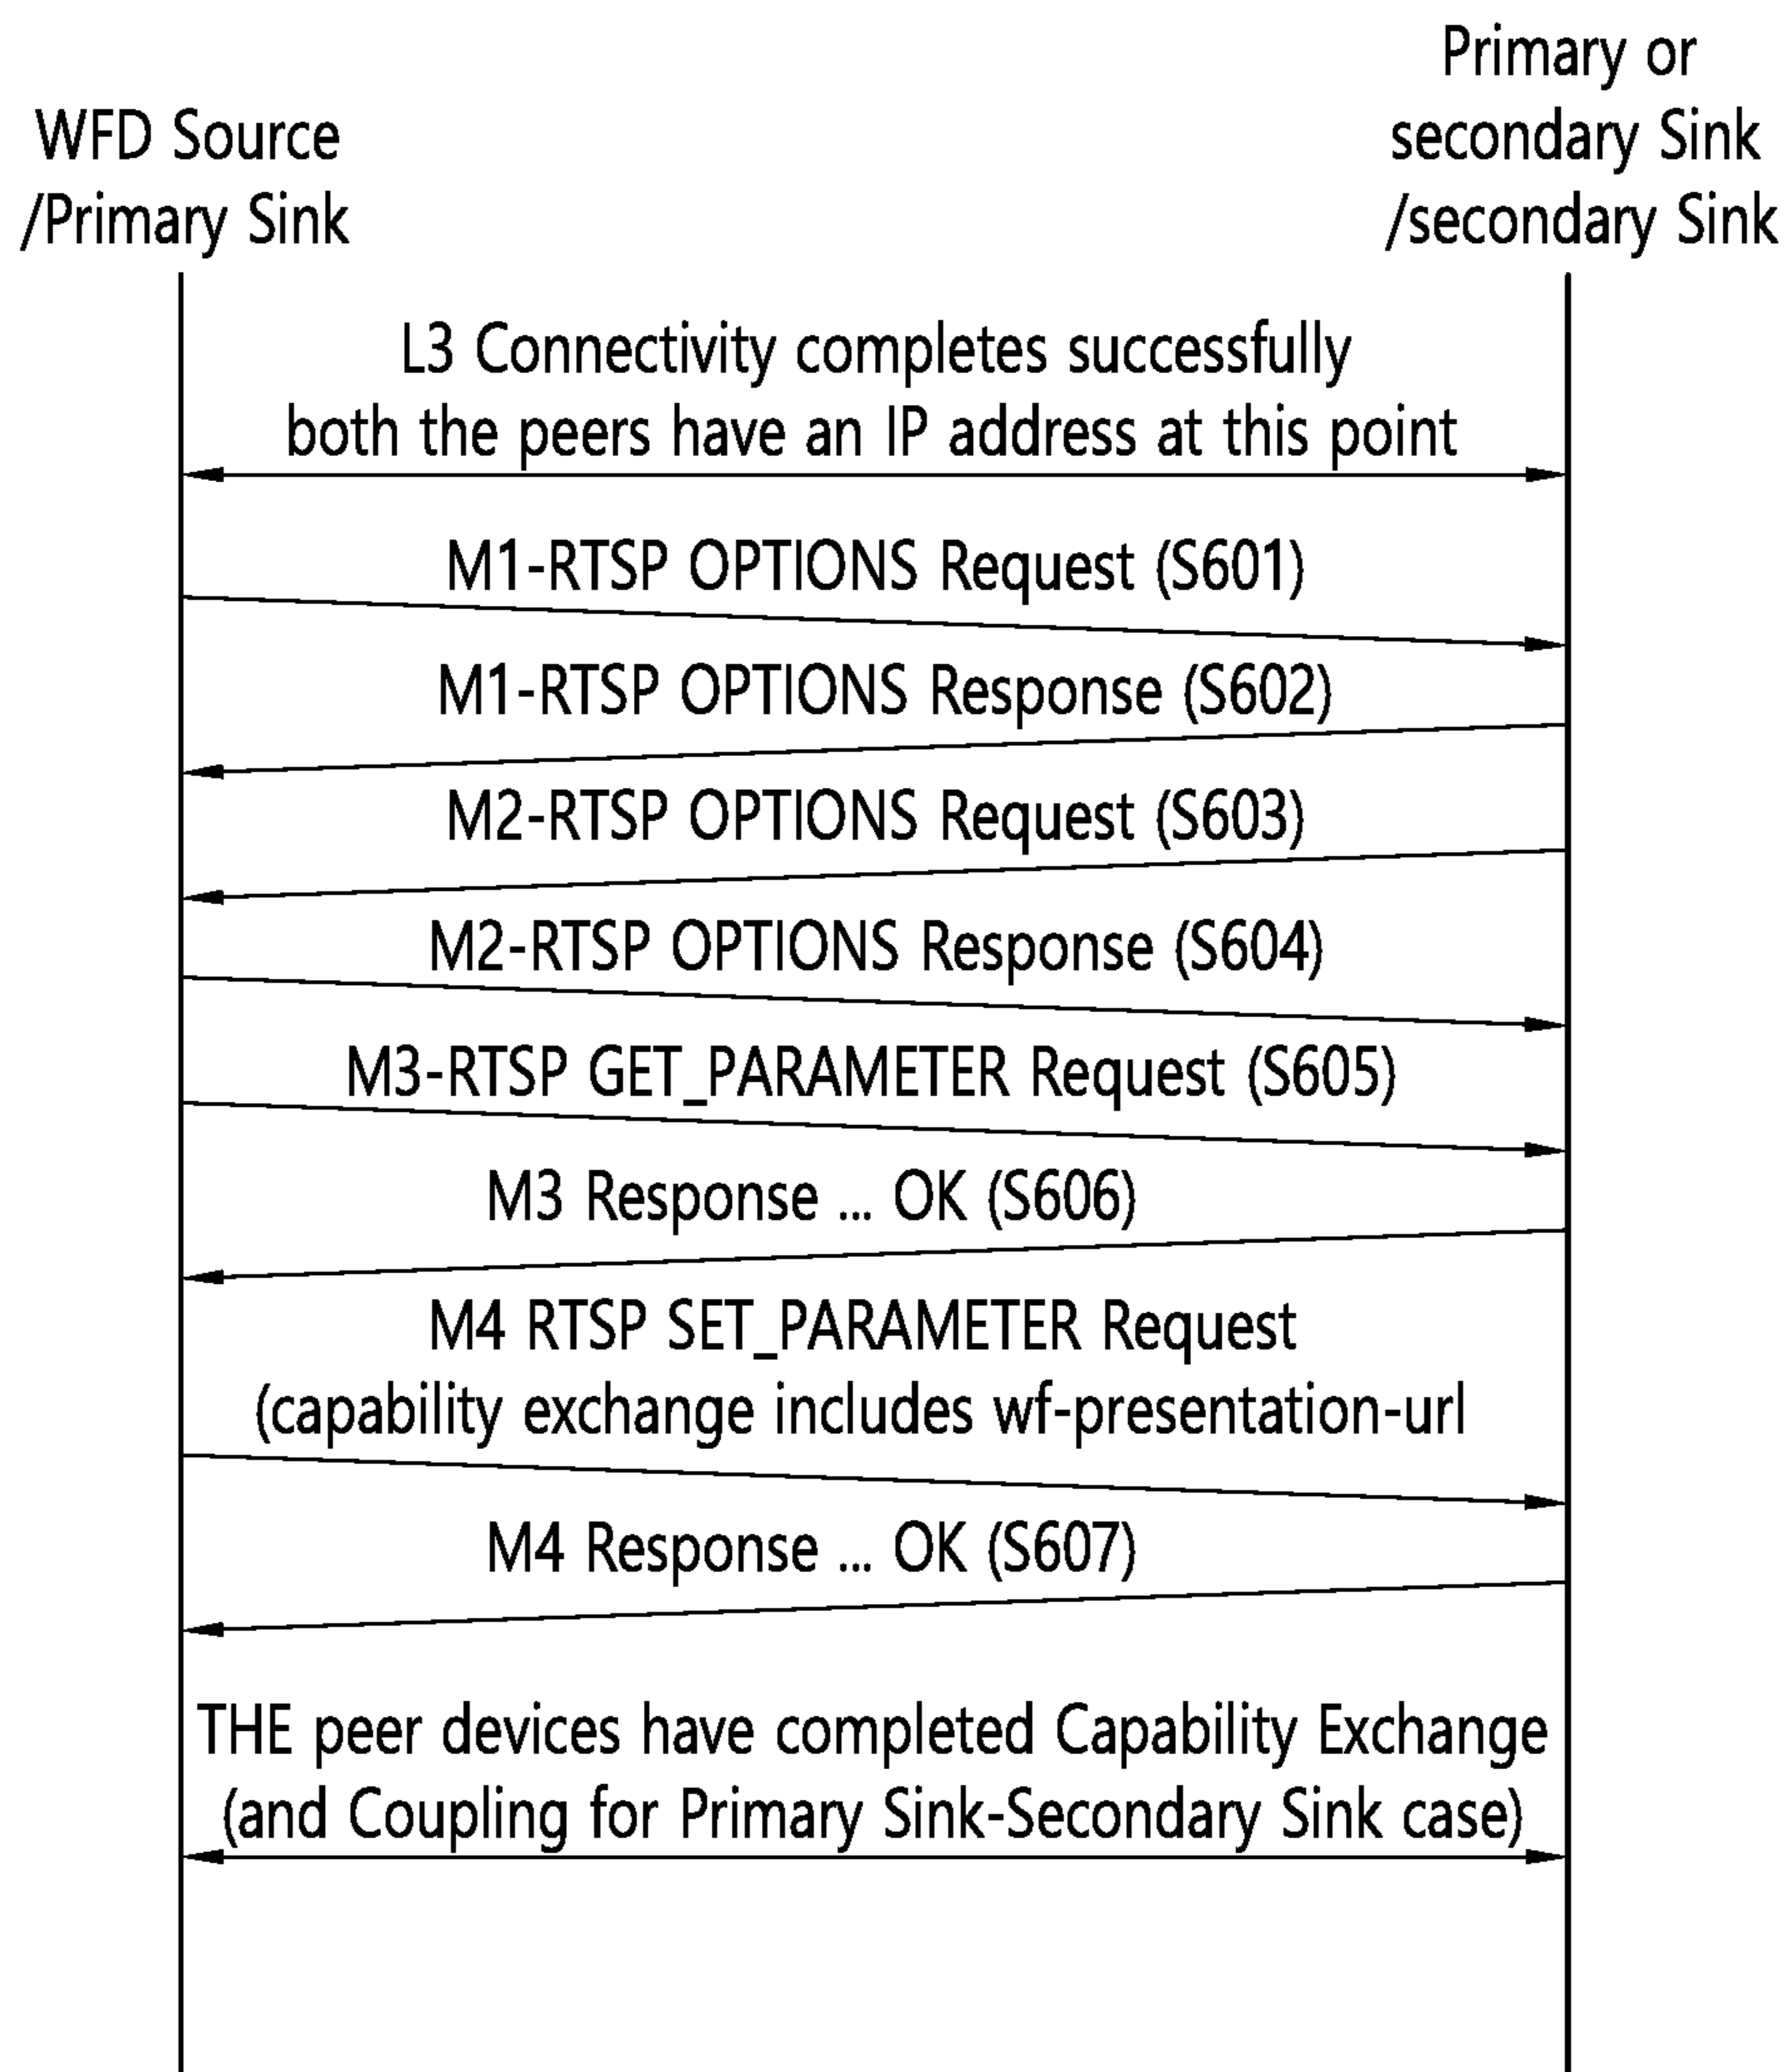 WFD Source
/Primary Sink
Primary or
secondary Sink
/secondary Sink
L3 Connectivity completes successfully
both the peers have an IP address at this point
M1-RTSP OPTIONS Request (S601)
M1-RTSP OPTIONS Response (S602)
M2-RTSP OPTIONS Request (S603)
M2-RTSP OPTIONS Response (S604)
M3-RTSP GET_PARAMETER Request (S605)
M3 Response ... OK (S606)
M4 RTSP SET_PARAMETER Request
(capability exchange includes wf-presentation-url
M4 Response ... OK (S607)
THE peer devices have completed Capability Exchange
(and Coupling for Primary Sink-Secondary Sink case)